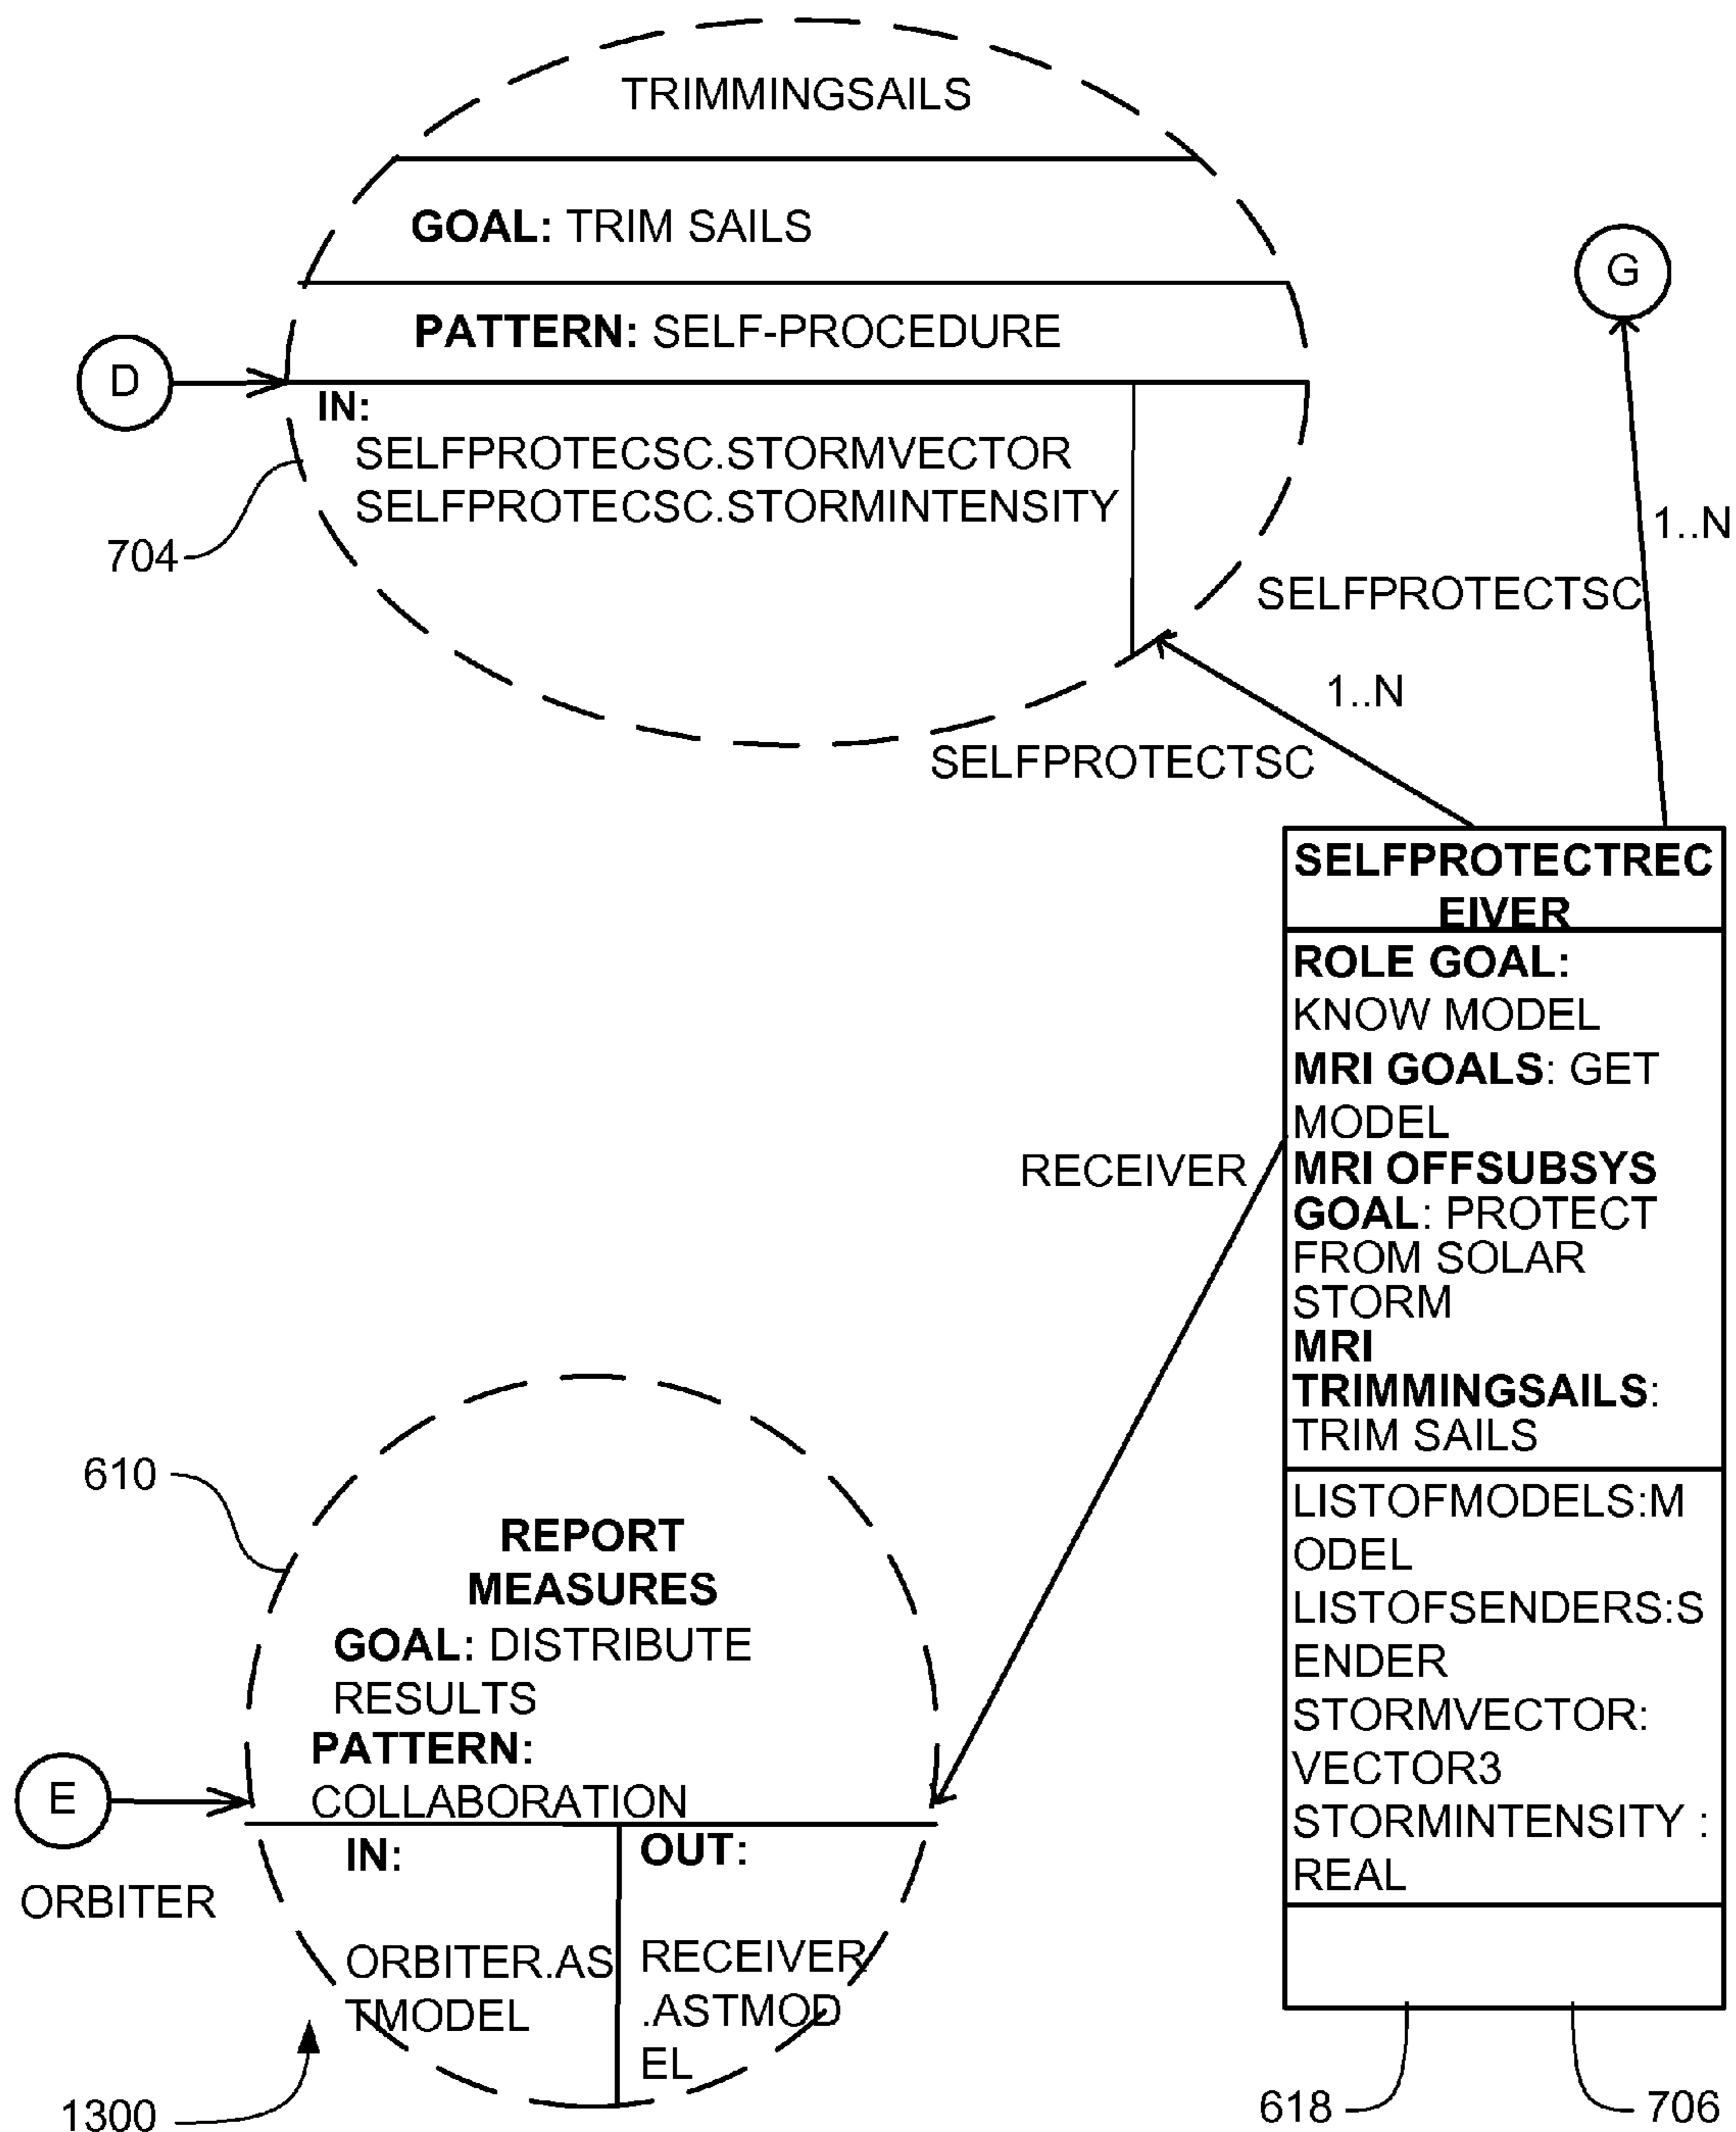 TRIMMINGSAILS
GOAL: TRIM SAILS
G
PATTERN: SELF-PROCEDURE
D
IN:
SELFPROTECSC.STORMVECTOR
SELFPROTECSC.STORMINTENSITY
704
1..N
SELFPROTECTSC
1..N
SELFPROTECTSC
SELFPROTECTREC
EIVER
ROLE GOAL:
KNOW MODEL
MRI GOALS: GET
MODEL
MRI OFFSUBSYS
GOAL: PROTECT
FROM SOLAR
STORM
MRI
TRIMMINGSAILS:
TRIM SAILS
LISTOFMODELS:M
ODEL
LISTOFSENDERS:S
ENDER
STORMVECTOR:
VECTOR3
STORMINTENSITY :
REAL
RECEIVER
610
REPORT
MEASURES
GOAL: DISTRIBUTE
RESULTS
PATTERN:
COLLABORATION
E
ORBITER
IN:
ORBITER.AS
TMODEL
OUT:
RECEIVER
.ASTMOD
EL
1300
618
706